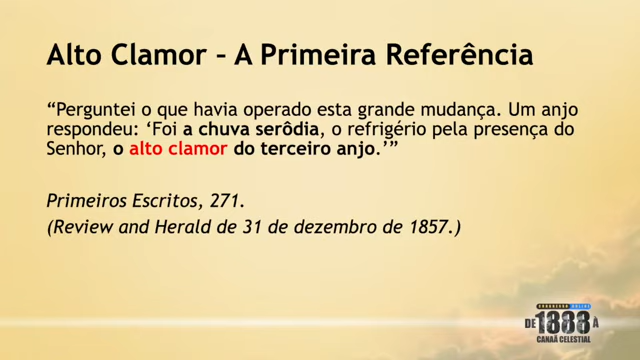 Alto Clamor – A Primeira Referência
“Perguntei o que havia operado esta grande mudança. Um anjo
respondeu: ‘Foi a chuva serôdia, o refrigério pela presença do
Senhor, o alto clamor do terceiro anjo.’”
Primeiros Escritos, 271.
(Review and Herald de 31 de dezembro de 1857.)
CONGRESSO ONLINE
DE 1888 À
CANAÃ CELESTIAL